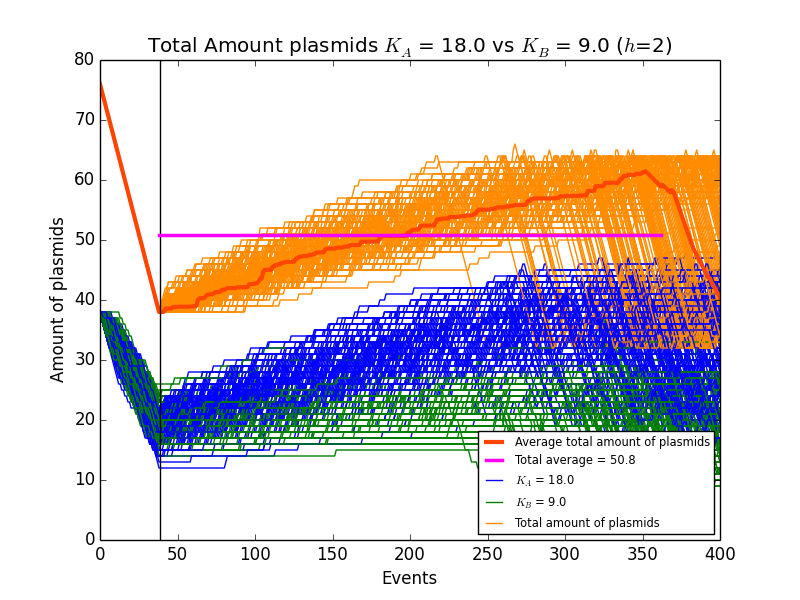 Total Amount plasmids K_A = 18.0 vs K_B = 9.0 (h=2)
80
70
60
50
40
30
20
10
0
Amount of plasmids
0 50 100 150 200 250 300 350 400
Events
Average total amount of plasmids
Total average = 50.8
K_A = 18.0
K_B = 9.0
Total amount of plasmids